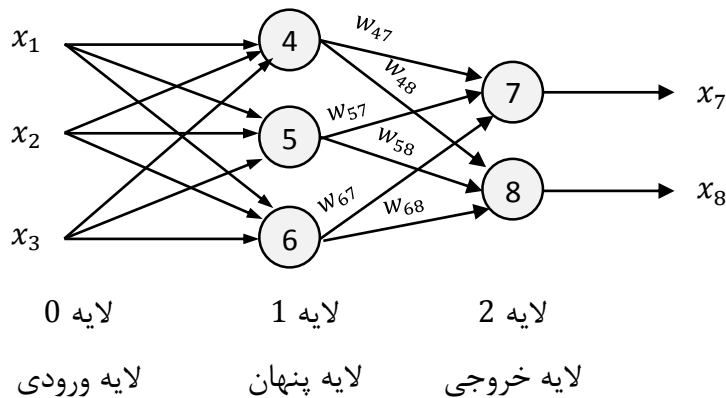 x₁ 4 w₄₇
w₄₈ 7 x₇
x₂ 5 w₅₇
w₅₈ 8 x₈
x₃ 6 w₆₇ w₆₈
لایه 0 لایه 1 لایه 2
لایه ورودی لایه پنهان لایه خروجی